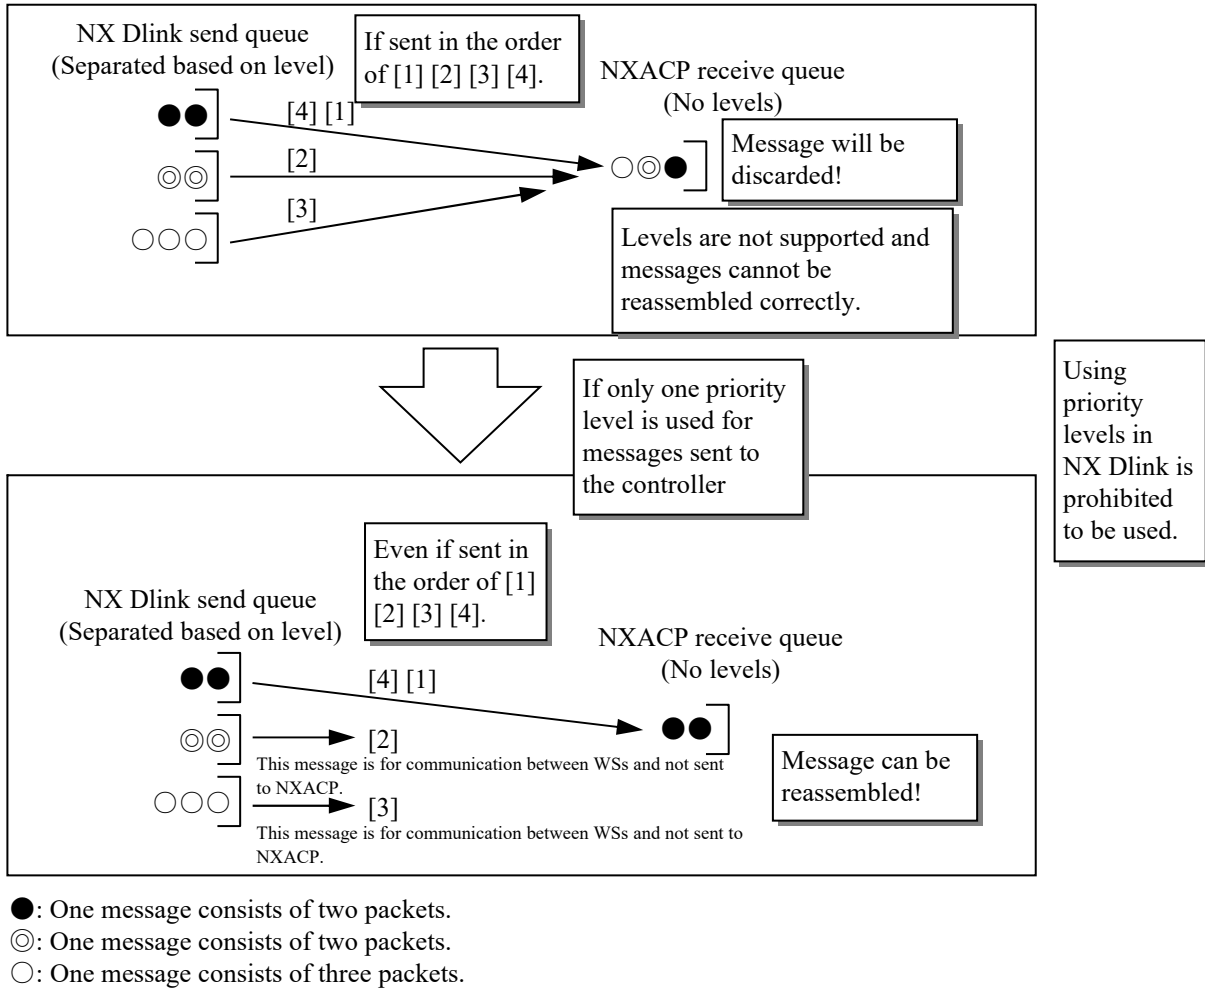 NX Dlink send queue
(Separated based on level)
If sent in the order
of [1] [2] [3] [4].
NXACP receive queue
(No levels)
[4] [1]
[2]
[3]
Message will be
discarded!
Levels are not supported and
messages cannot be
reassembled correctly.
If only one priority
level is used for
messages sent to
the controller
Using
priority
levels in
NX Dlink is
prohibited
to be used.
Even if sent in
the order of [1]
[2] [3] [4].
NX Dlink send queue
(Separated based on level)
NXACP receive queue
(No levels)
[4] [1]
[2]
This message is for communication between WSs and not sent
to NXACP.
[3]
This message is for communication between WSs and not sent to
NXACP.
Message can be
reassembled!
●: One message consists of two packets.
◎: One message consists of two packets.
○: One message consists of three packets.